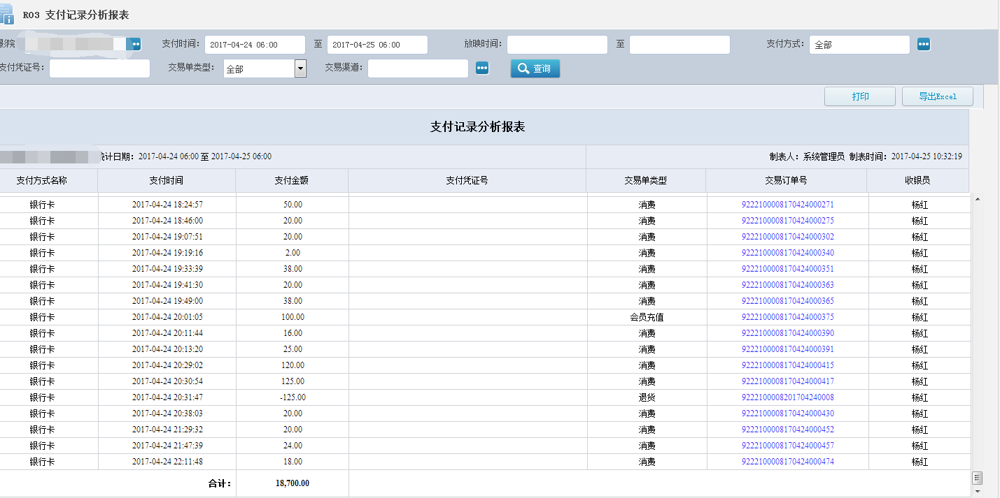 R03 支付记录分析报表
影院 支付时间： 2017-04-24 06:00 至 2017-04-25 06:00 放映时间： 至 支付方式： 全部
支付凭证号： 交易单类型： 全部 交易渠道： 查询
打印 导出Excel
支付记录分析报表
统计日期：2017-04-24 06:00 至 2017-04-25 06:00 制表人：系统管理员 制表时间：2017-04-25 10:32:19
支付方式名称 支付时间 支付金额 支付凭证号 交易单类型 交易订单号 收银员
银行卡 2017-04-24 18:24:57 50.00 消费 9222100008170424000271 杨红
银行卡 2017-04-24 18:46:00 20.00 消费 9222100008170424000275 杨红
银行卡 2017-04-24 19:07:51 20.00 消费 9222100008170424000302 杨红
银行卡 2017-04-24 19:19:16 2.00 消费 9222100008170424000340 杨红
银行卡 2017-04-24 19:33:39 38.00 消费 9222100008170424000351 杨红
银行卡 2017-04-24 19:41:30 20.00 消费 9222100008170424000363 杨红
银行卡 2017-04-24 19:49:00 38.00 消费 9222100008170424000365 杨红
银行卡 2017-04-24 20:01:05 100.00 会员充值 9222100008170424000375 杨红
银行卡 2017-04-24 20:11:44 16.00 消费 9222100008170424000390 杨红
银行卡 2017-04-24 20:13:20 25.00 消费 9222100008170424000391 杨红
银行卡 2017-04-24 20:29:02 120.00 消费 9222100008170424000415 杨红
银行卡 2017-04-24 20:30:54 125.00 消费 9222100008170424000417 杨红
银行卡 2017-04-24 20:31:47 -125.00 退货 9222100008201704240008 杨红
银行卡 2017-04-24 20:38:03 20.00 消费 9222100008170424000430 杨红
银行卡 2017-04-24 21:29:32 20.00 消费 9222100008170424000452 杨红
银行卡 2017-04-24 21:47:39 24.00 消费 9222100008170424000457 杨红
银行卡 2017-04-24 22:11:48 18.00 消费 9222100008170424000474 杨红
合计： 18,700.00